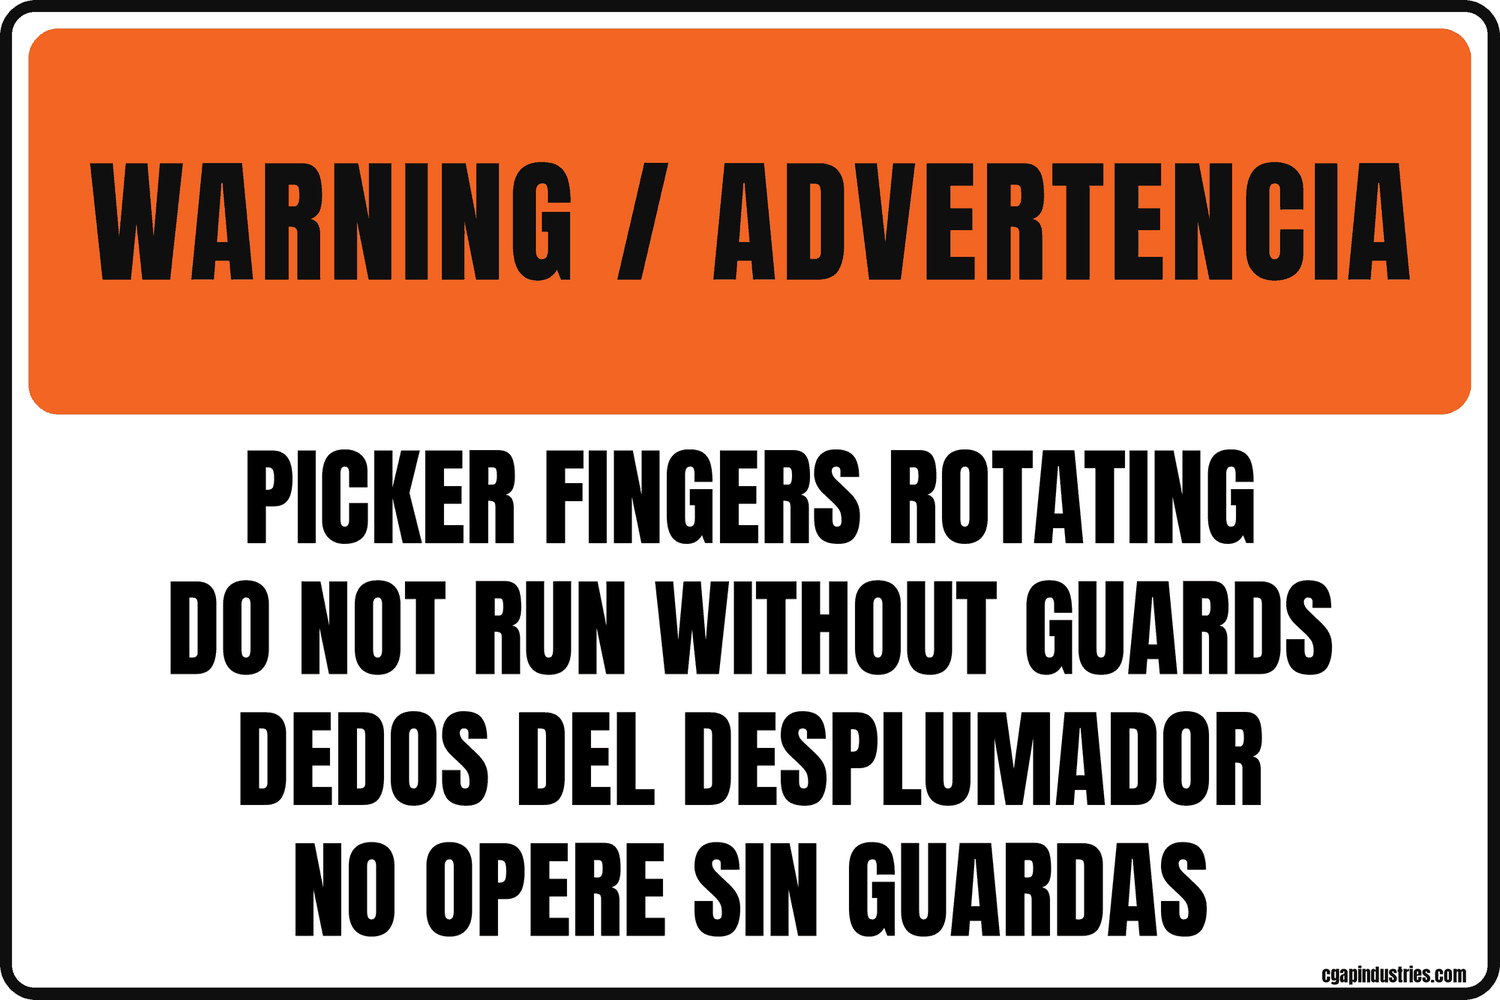 WARNING / ADVERTENCIA
PICKER FINGERS ROTATING
DO NOT RUN WITHOUT GUARDS
DEDOS DEL DESPLUMADOR
NO OPERE SIN GUARDAS
cgapindustries.com